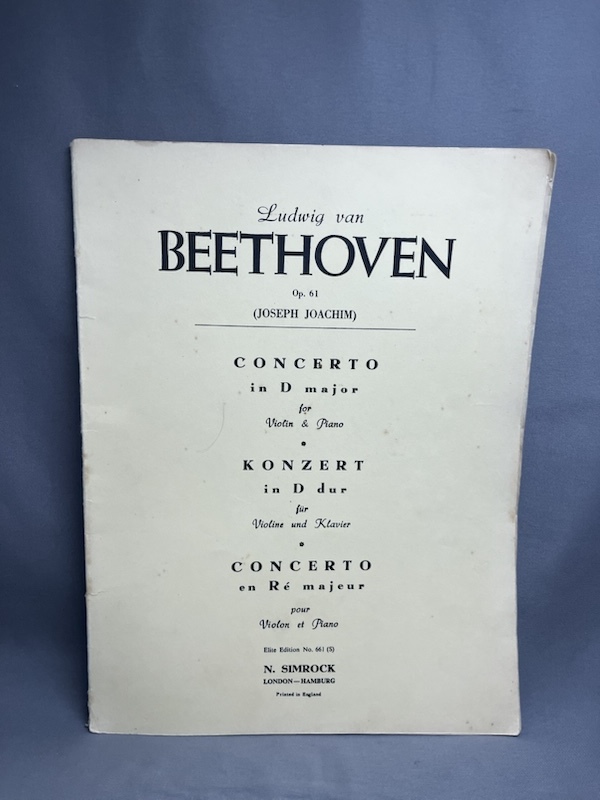 Ludwig van
BEETHOVEN
Op. 61
(JOSEPH JOACHIM)
CONCERTO
in D major
for
Violin & Piano
KONZERT
in D dur
für
Violine und Klavier
CONCERTO
en Ré majeur
pour
Violon et Piano
Elite Edition No. 661 (S)
N. SIMROCK
LONDON—HAMBURG
Printed in England